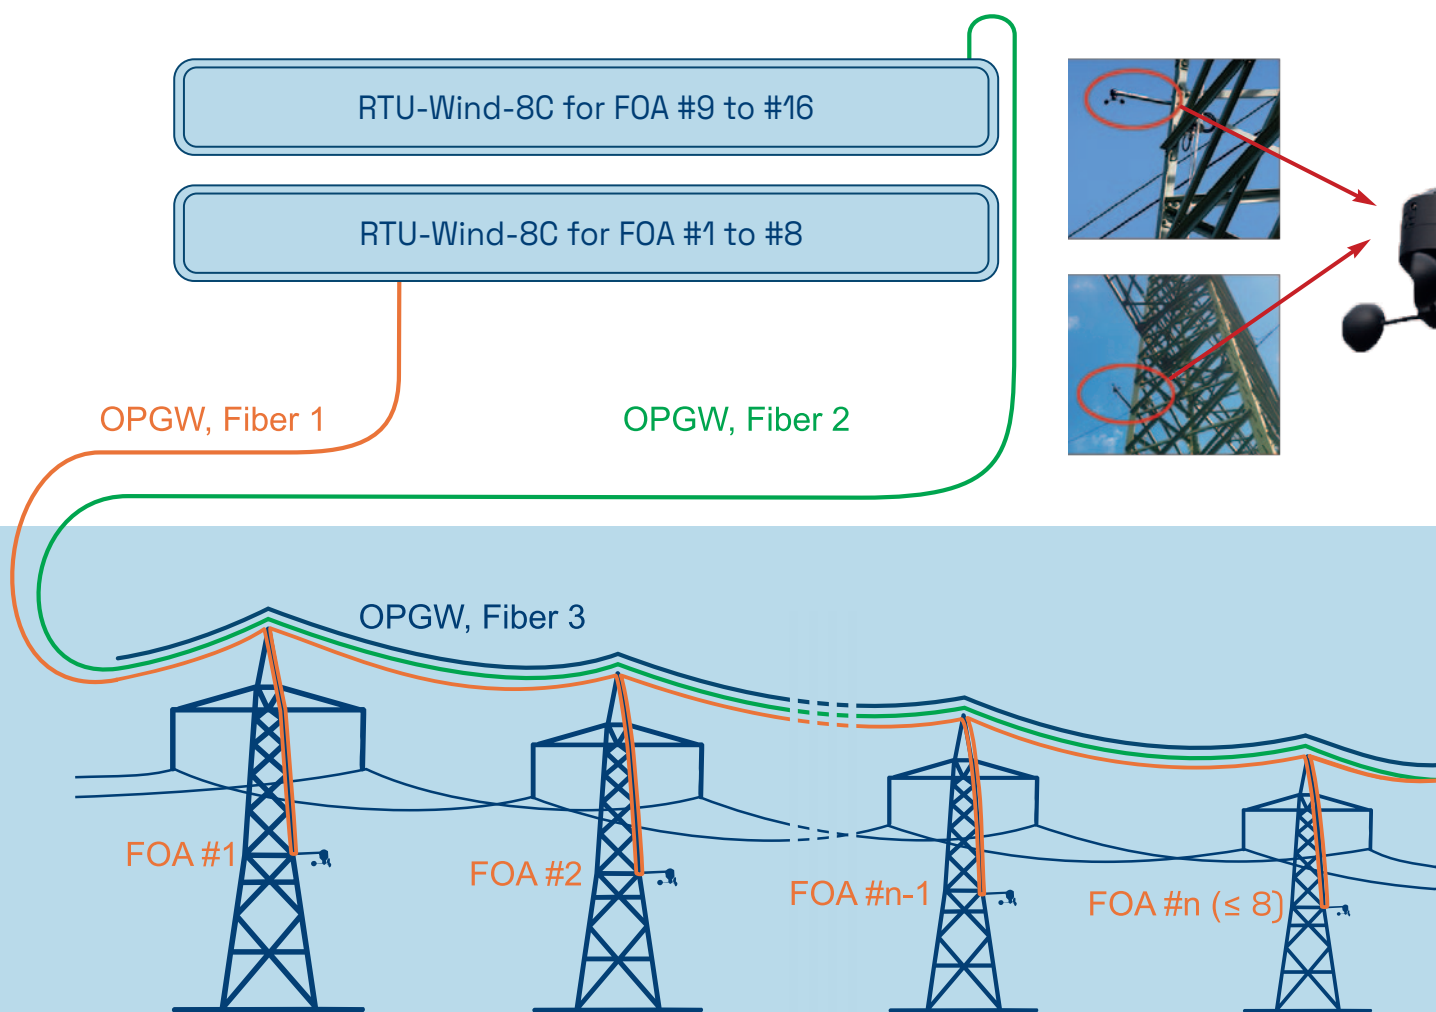 RTU-Wind-8C for FOA #9 to #16
RTU-Wind-8C for FOA #1 to #8
OPGW, Fiber 1
OPGW, Fiber 2
OPGW, Fiber 3
FOA #1
FOA #2
FOA #n-1
FOA #n (≤ 8)